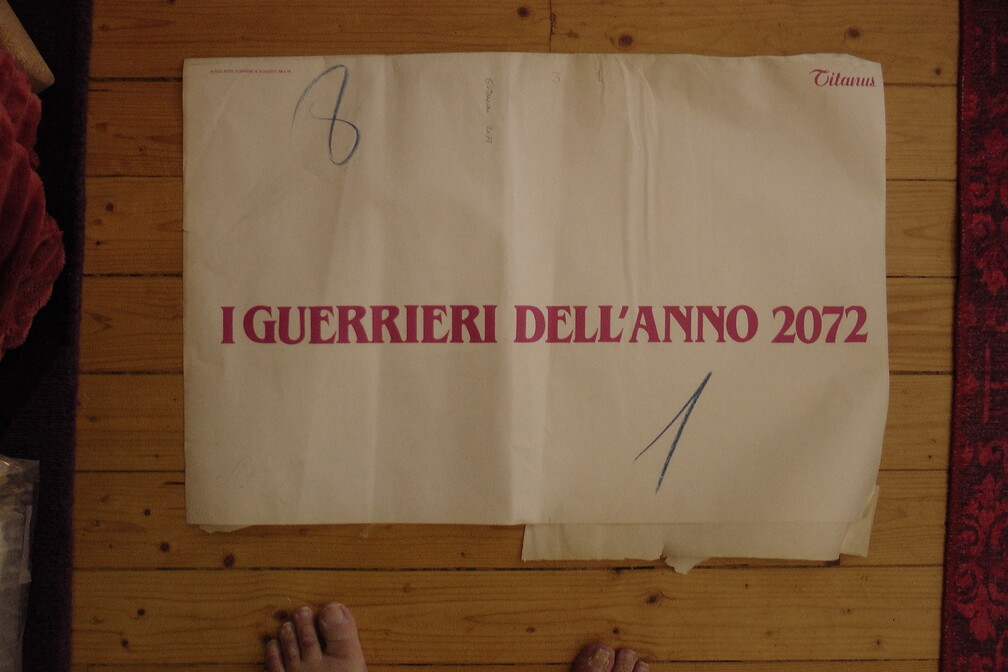 Titanus
8
I GUERRIERI DELL'ANNO 2072
1